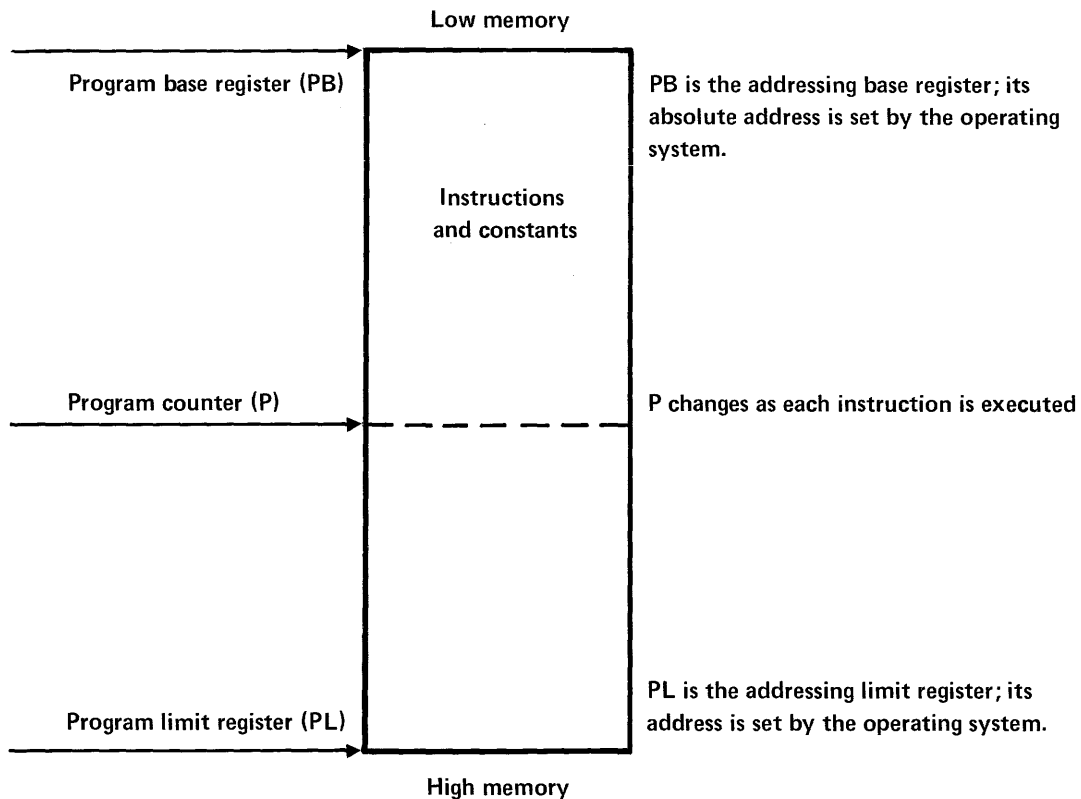 Low memory
Program base register (PB)
PB is the addressing base register; its
absolute address is set by the operating
system.
Instructions
and constants
Program counter (P)
P changes as each instruction is executed
PL is the addressing limit register; its
address is set by the operating system.
Program limit register (PL)
High memory